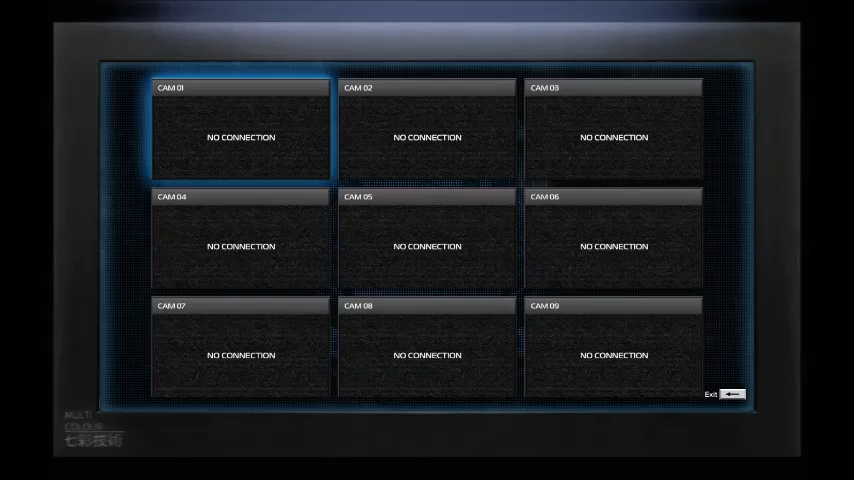 CAM 01
CAM 02
CAM 03
NO CONNECTION
NO CONNECTION
NO CONNECTION
CAM 04
CAM 05
CAM 06
NO CONNECTION
NO CONNECTION
NO CONNECTION
CAM 07
CAM 08
CAM 09
NO CONNECTION
NO CONNECTION
NO CONNECTION
Exit
MULTI
COLOUR
七彩技術